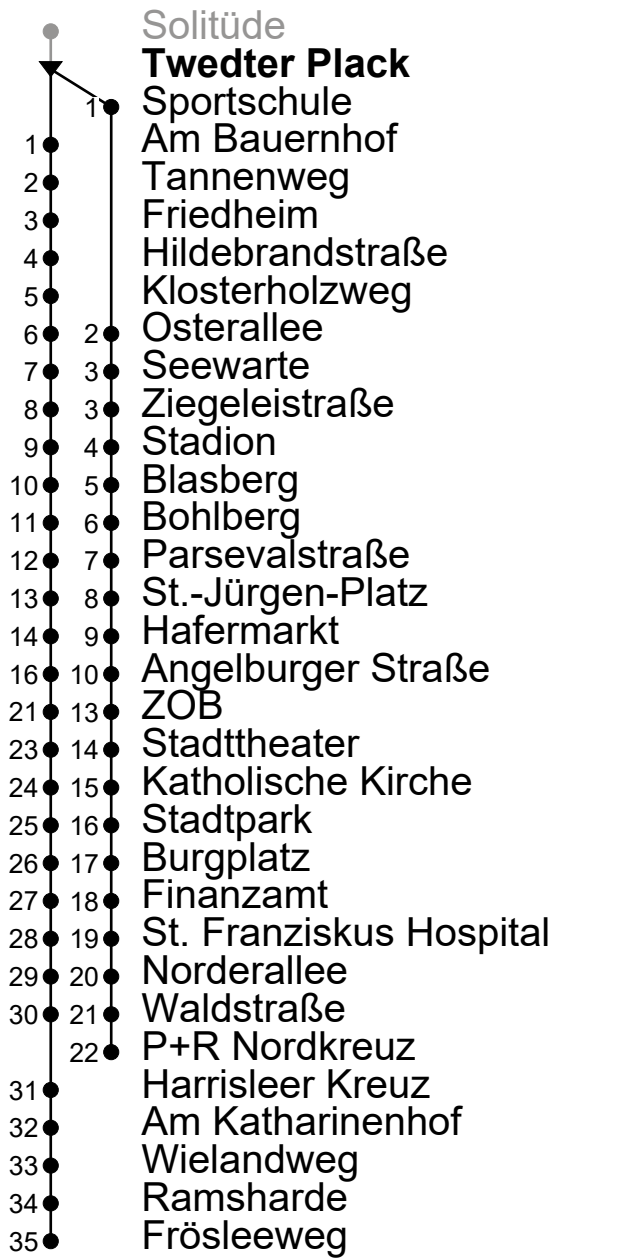 Solitüde
Twedter Plack
1 Sportschule
1 Am Bauernhof
2 Tannenweg
3 Friedheim
4 Hildebrandstraße
5 Klosterholzweg
6 2 Osterallee
7 3 Seewarte
8 3 Ziegeleistraße
9 4 Stadion
10 5 Blasberg
11 6 Bohlberg
12 7 Parsevalstraße
13 8 St.-Jürgen-Platz
14 9 Hafermarkt
16 10 Angelburger Straße
21 13 ZOB
23 14 Stadttheater
24 15 Katholische Kirche
25 16 Stadtpark
26 17 Burgplatz
27 18 Finanzamt
28 19 St. Franziskus Hospital
29 20 Norderallee
30 21 Waldstraße
22 P+R Nordkreuz
31 Harrisleer Kreuz
32 Am Katharinenhof
33 Wielandweg
34 Ramsharde
35 Frösleeweg